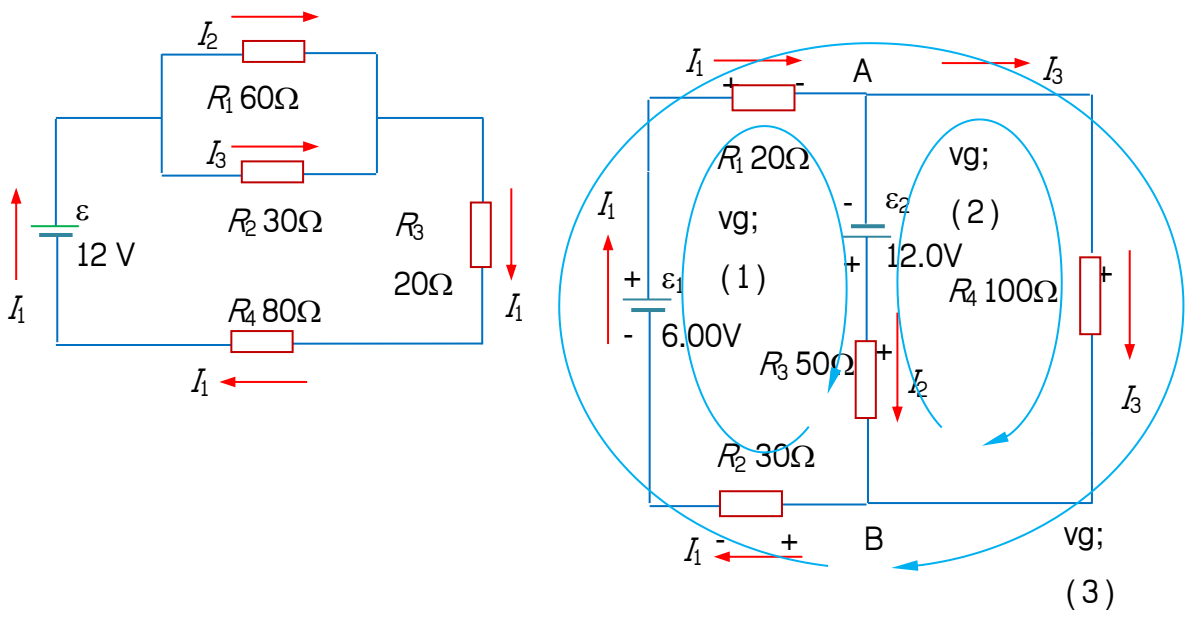 I₂
R₁ 60Ω
I₃
R₂ 30Ω
ε
12 V
R₃
20Ω
I₁
I₁
R₄ 80Ω
I₁
I₁
A
I₃
+
-
R₁ 20Ω
vg;
(2)
I₁
vg;
(1)
-
ε₂
12.0V
+
+
ε₁
6.00V
-
R₄ 100Ω
+
R₃ 50Ω
+
I₂
I₃
R₂ 30Ω
I₁
-
+
B
vg;
(3)